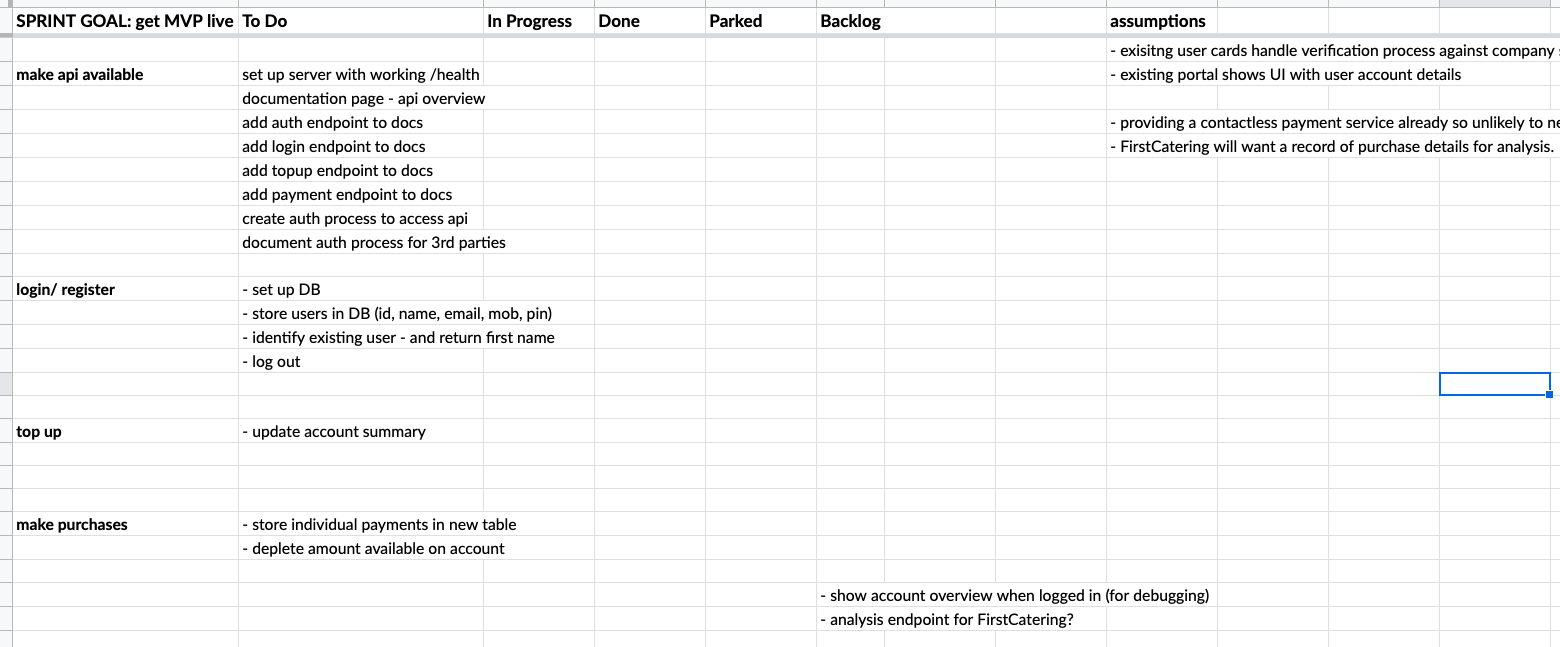 SPRINT GOAL: get MVP live To Do In Progress Done Parked Backlog assumptions
- exisitng user cards handle verification process against company
make api available set up server with working /health - existing portal shows UI with user account details
documentation page - api overview
add auth endpoint to docs - providing a contactless payment service already so unlikely to
add login endpoint to docs - FirstCatering will want a record of purchase details for analysis.
add topup endpoint to docs
add payment endpoint to docs
create auth process to access api
document auth process for 3rd parties
login/ register - set up DB
- store users in DB (id, name, email, mob, pin)
- identify existing user - and return first name
- log out
top up - update account summary
make purchases - store individual payments in new table
- deplete amount available on account
- show account overview when logged in (for debugging)
- analysis endpoint for FirstCatering?